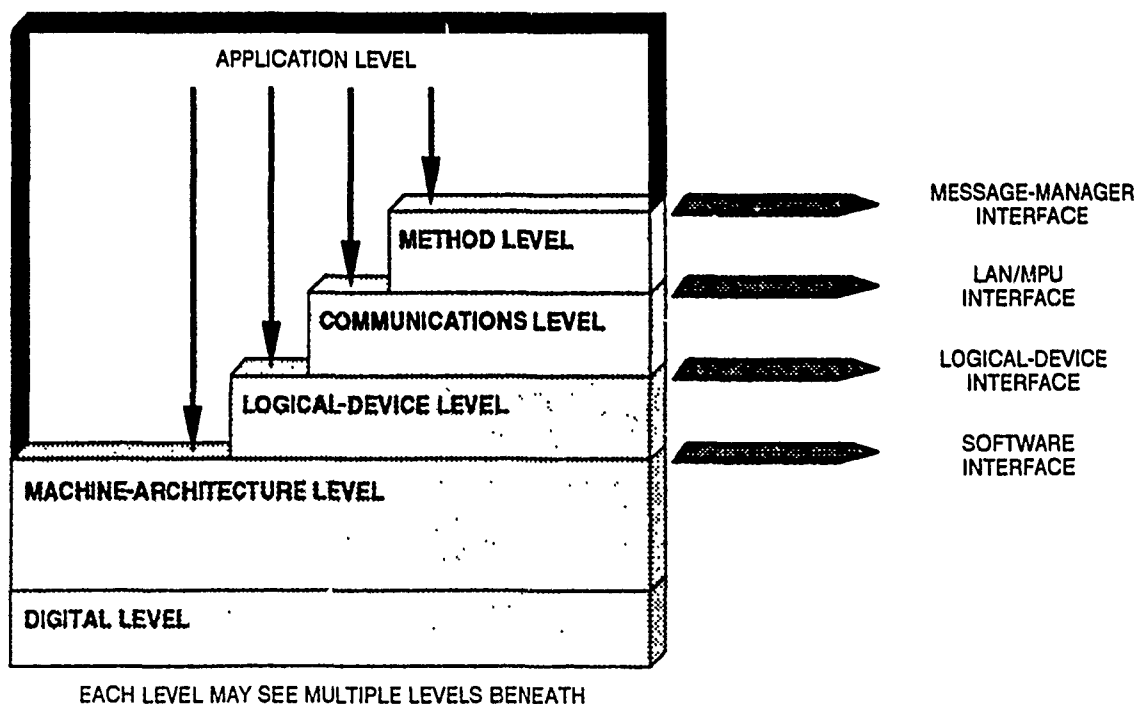 APPLICATION LEVEL
METHOD LEVEL
COMMUNICATIONS LEVEL
LOGICAL-DEVICE LEVEL
MACHINE-ARCHITECTURE LEVEL
DIGITAL LEVEL
MESSAGE-MANAGER
INTERFACE
LAN/MPU
INTERFACE
LOGICAL-DEVICE
INTERFACE
SOFTWARE
INTERFACE
EACH LEVEL MAY SEE MULTIPLE LEVELS BENEATH